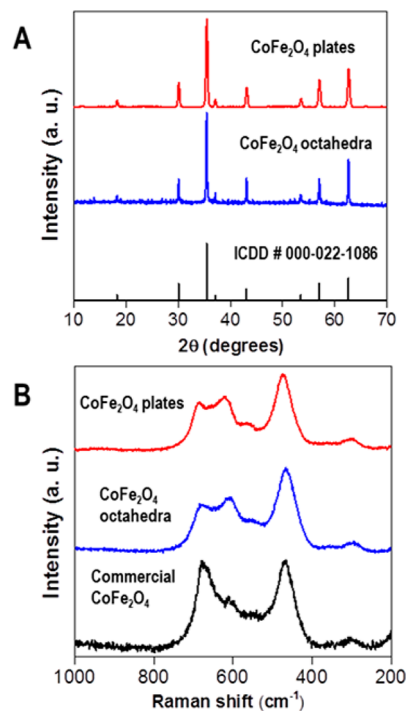 A
Intensity (a. u.)
CoFe₂O₄ plates
CoFe₂O₄ octahedra
ICDD # 000-022-1086
10 20 30 40 50 60 70
2θ (degrees)
B
Intensity (a. u.)
CoFe₂O₄ plates
CoFe₂O₄
octahedra
Commercial
CoFe₂O₄
1000 800 600 400 200
Raman shift (cm⁻¹)